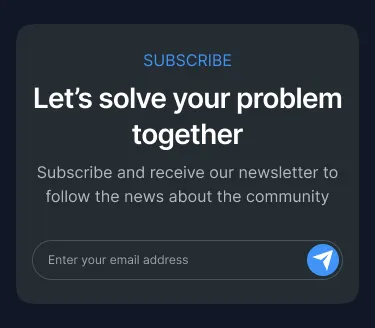 SUBSCRIBE
Let’s solve your problem
together
Subscribe and receive our newsletter to
follow the news about the community
Enter your email address